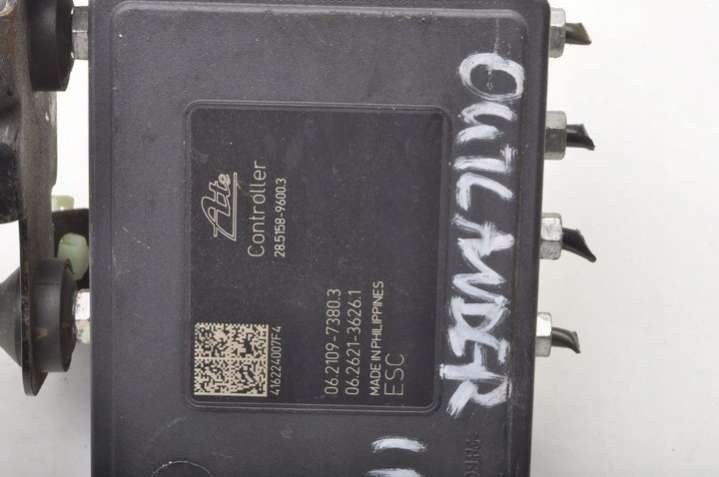 Ate
Controller
28.5158-9600.3
416224007F4
06.2109-7380.3
06.2621-3626.1
MADE IN PHILIPPINES
ESC
OUTLANDER